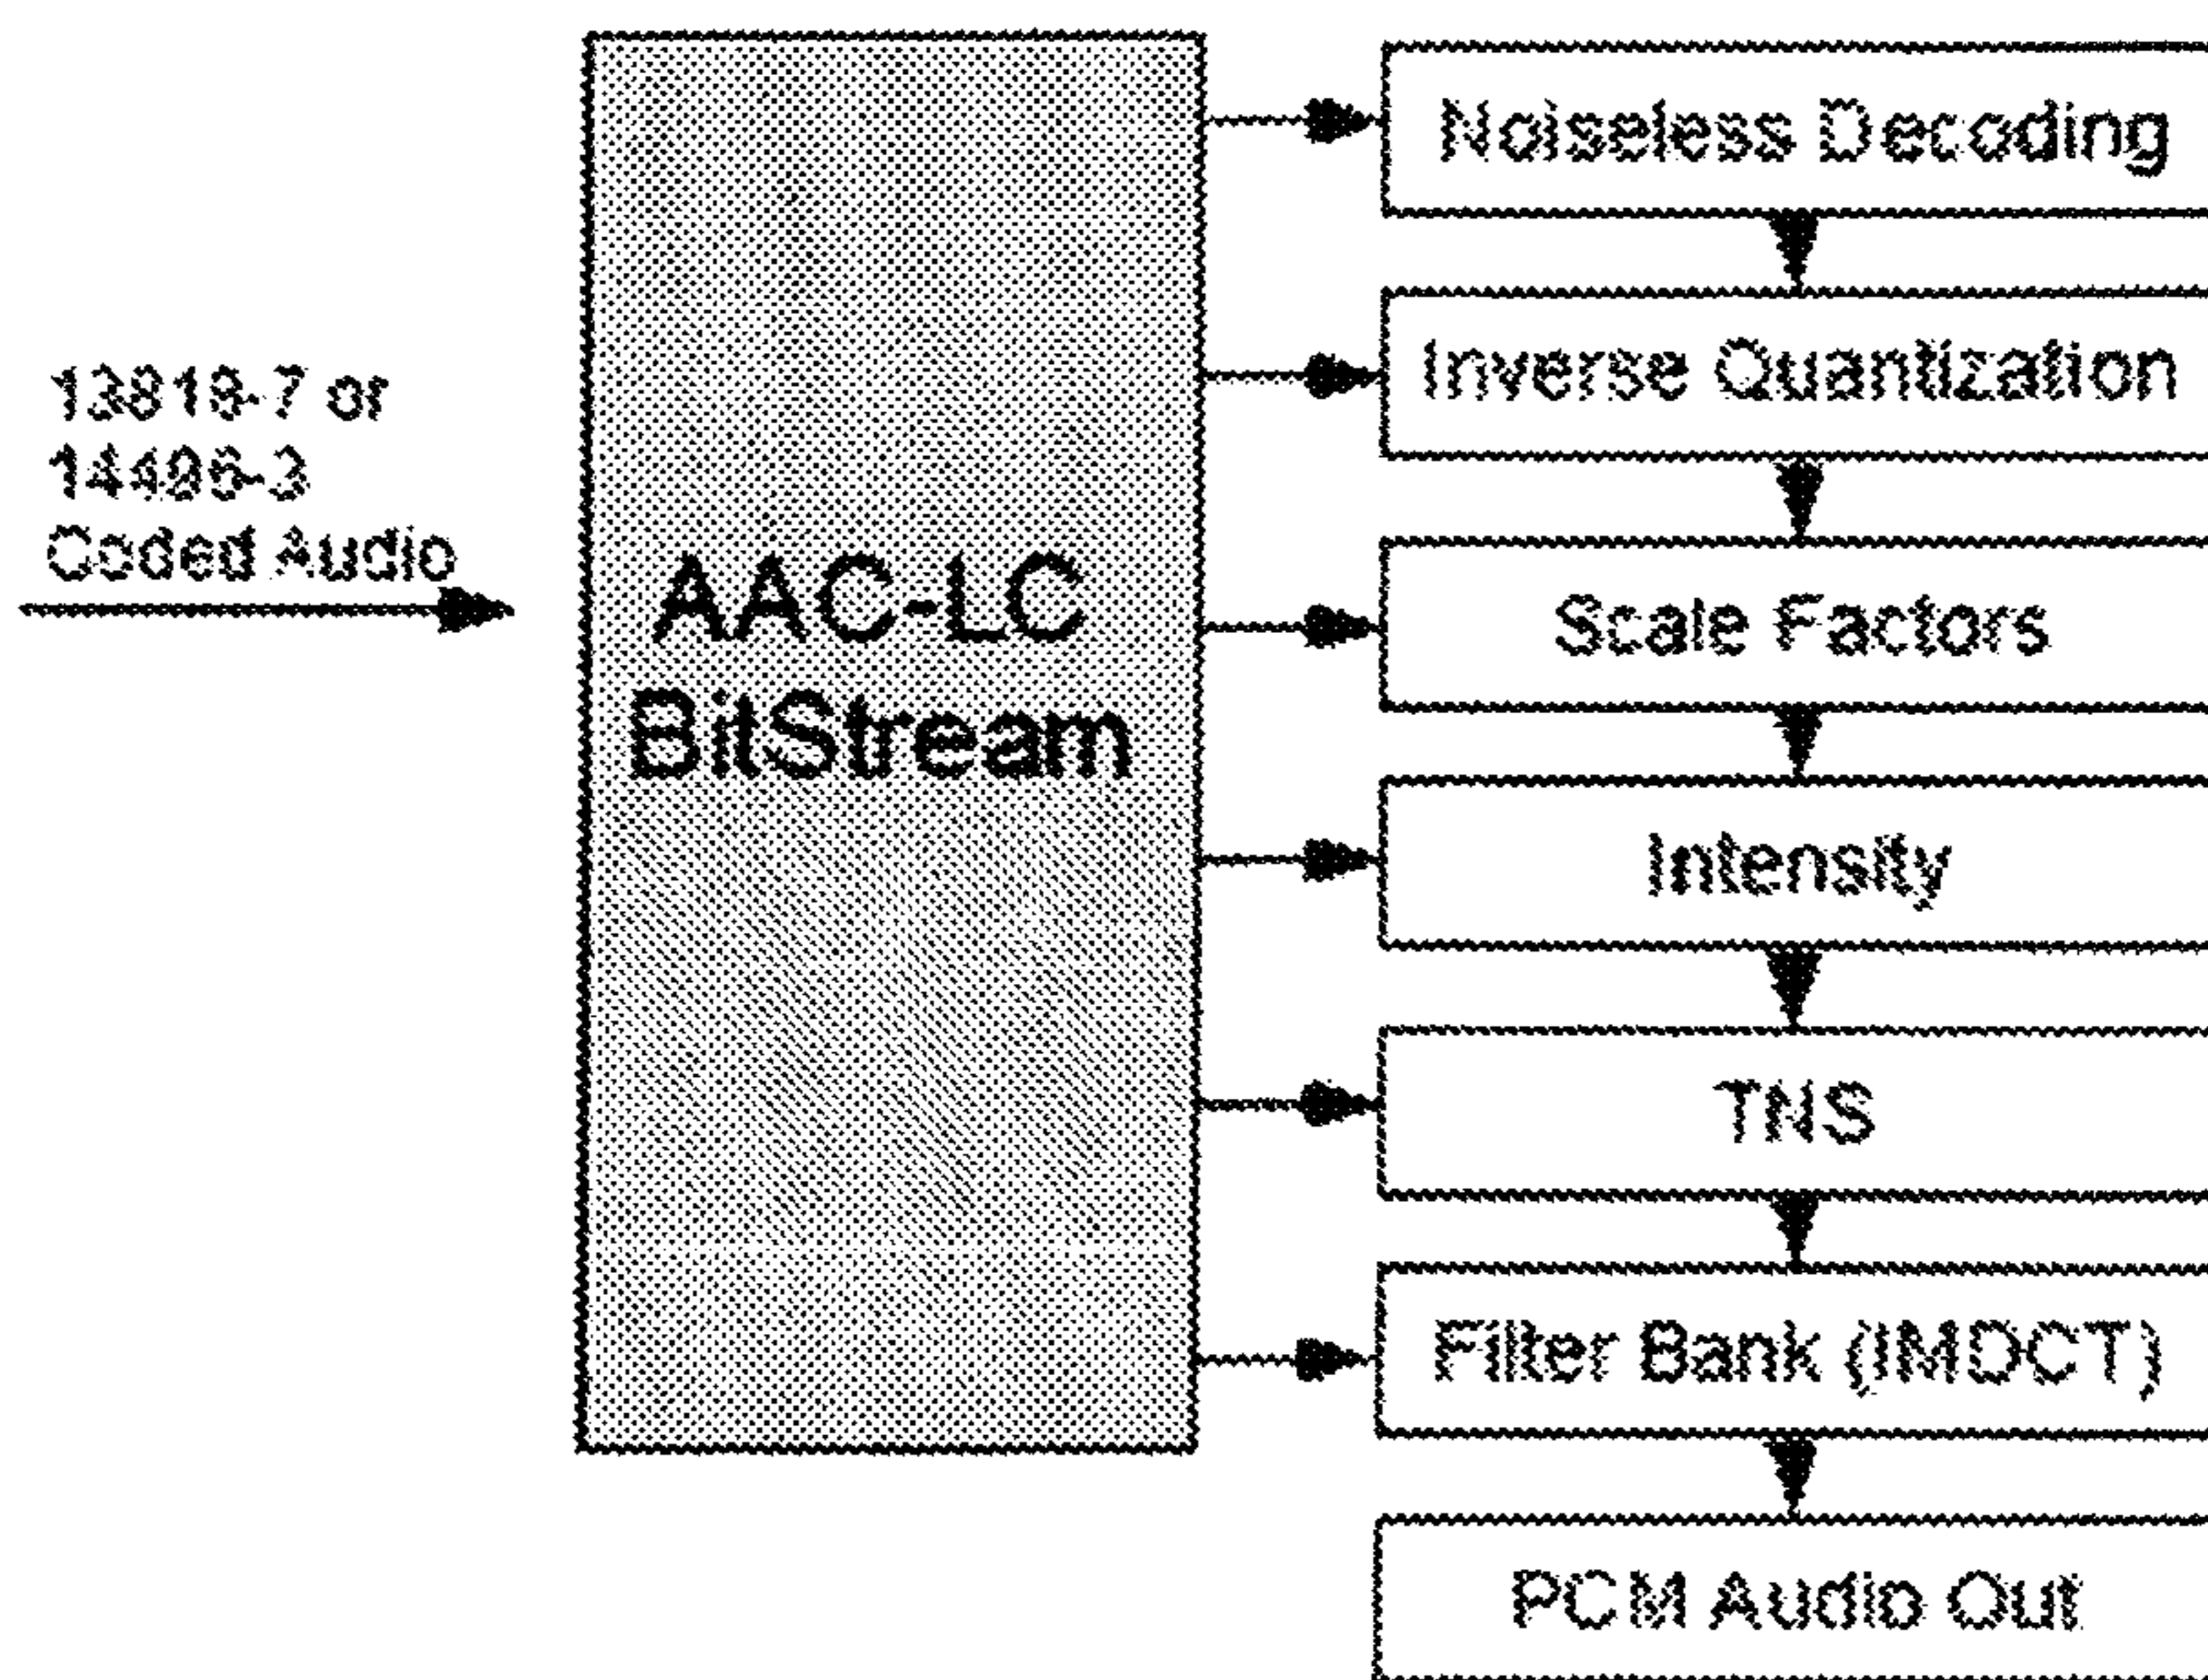 13818-7 or
14496-3
Coded Audio
AAC-LC
BitStream
Noiseless Decoding
Inverse Quantization
Scale Factors
Intensity
TNS
Filter Bank (IMDCT)
PCM Audio Out